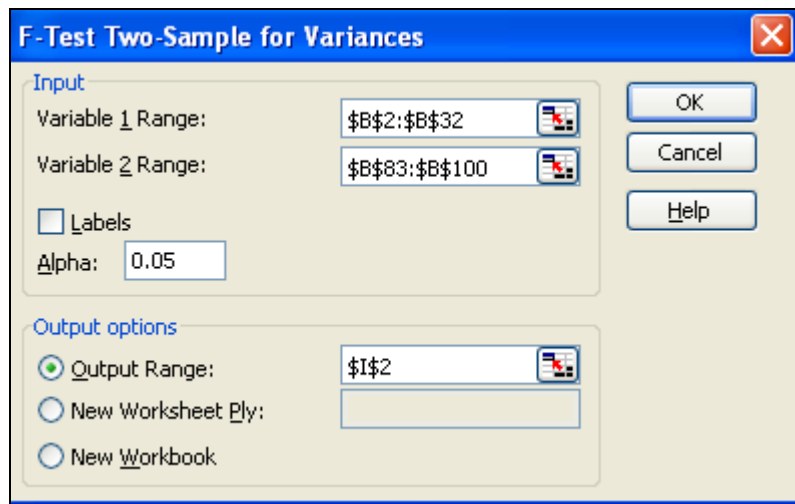 F-Test Two-Sample for Variances
Input
Variable 1 Range: $B$2:$B$32
Variable 2 Range: $B$83:$B$100
Labels
Alpha: 0.05
OK
Cancel
Help
Output options
Output Range: $I$2
New Worksheet Ply:
New Workbook